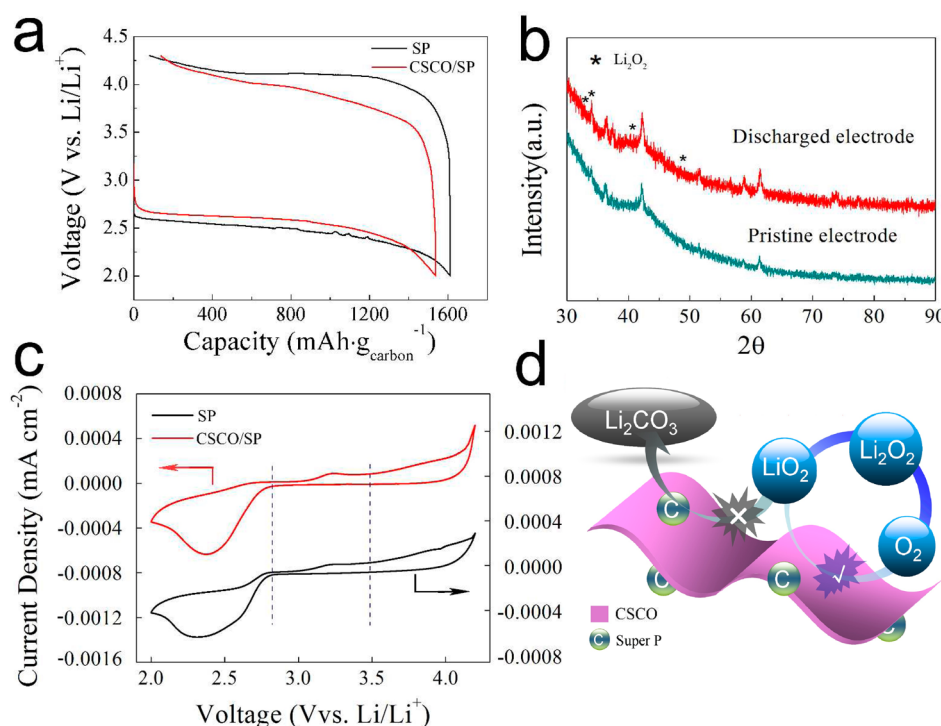 a
SP
CSCO/SP
Voltage (V vs. Li/Li⁺)
4.5
4.0
3.5
3.0
2.5
2.0
0
400
800
1200
1600
Capacity (mAh·g_carbon⁻¹)
b
* Li₂O₂
*
*
*
*
Discharged electrode
Pristine electrode
Intensity(a.u.)
30
40
50
60
70
80
90
2θ
c
SP
CSCO/SP
Current Density (mA cm⁻²)
0.0008
0.0004
0.0000
-0.0004
-0.0008
-0.0012
-0.0016
0.0012
0.0008
0.0004
0.0000
-0.0004
-0.0008
2.0
2.5
3.0
3.5
4.0
Voltage (Vvs. Li/Li⁺)
d
Li₂CO₃
LiO₂
Li₂O₂
O₂
C
×
√
C
C
C
CSCO
C Super P